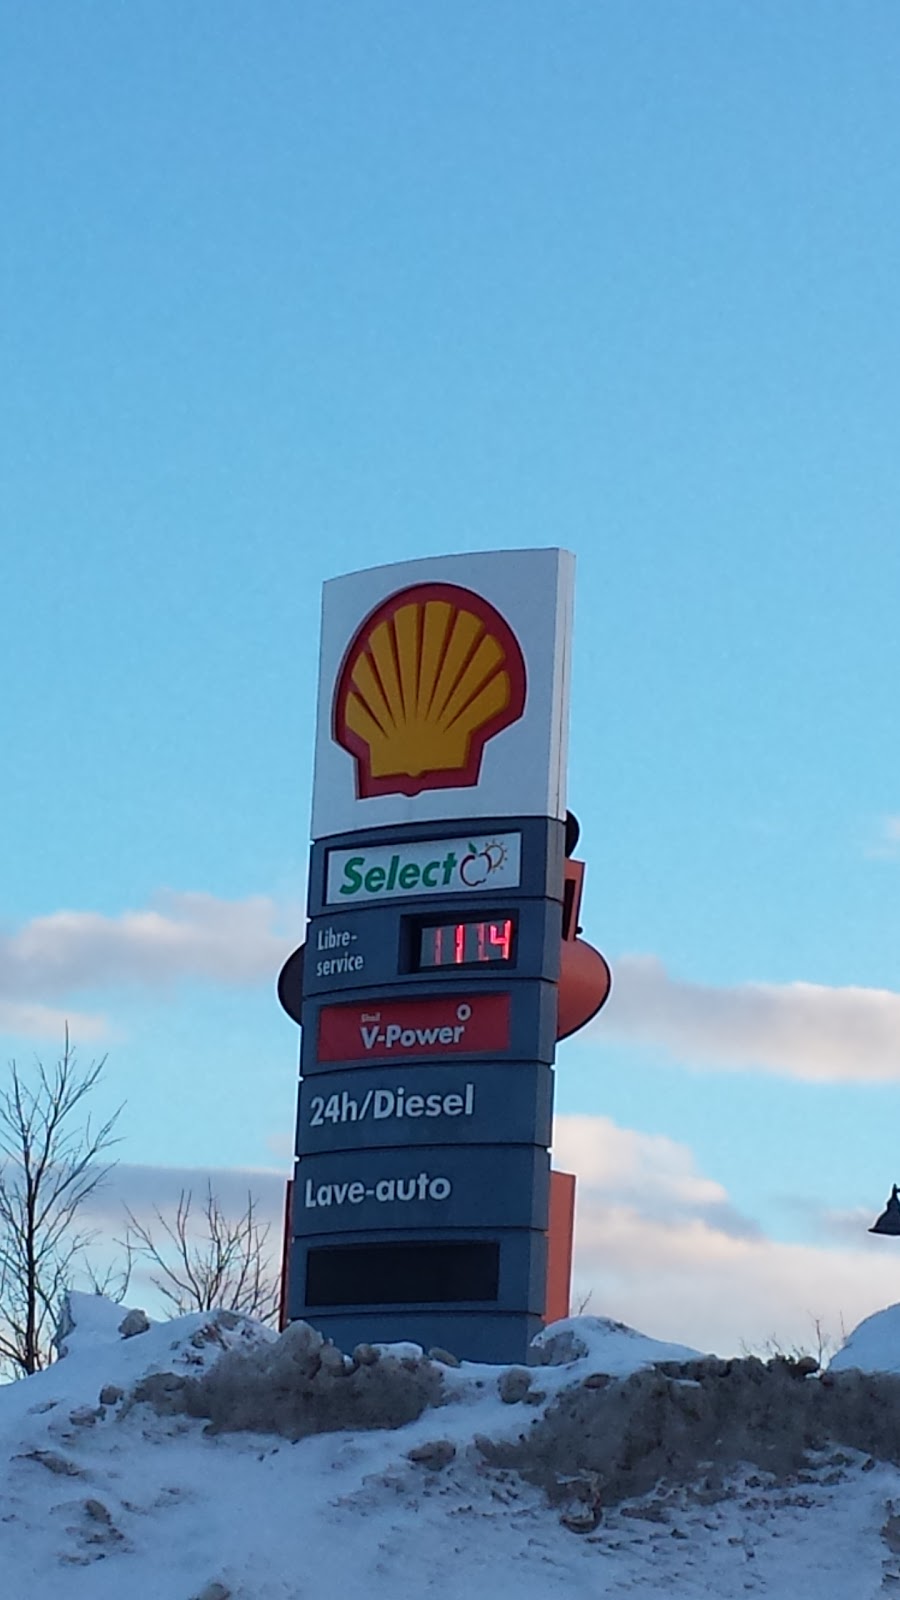 Select
Libre-
service
111.4
Shell
V-Power
24h/Diesel
Lave-auto